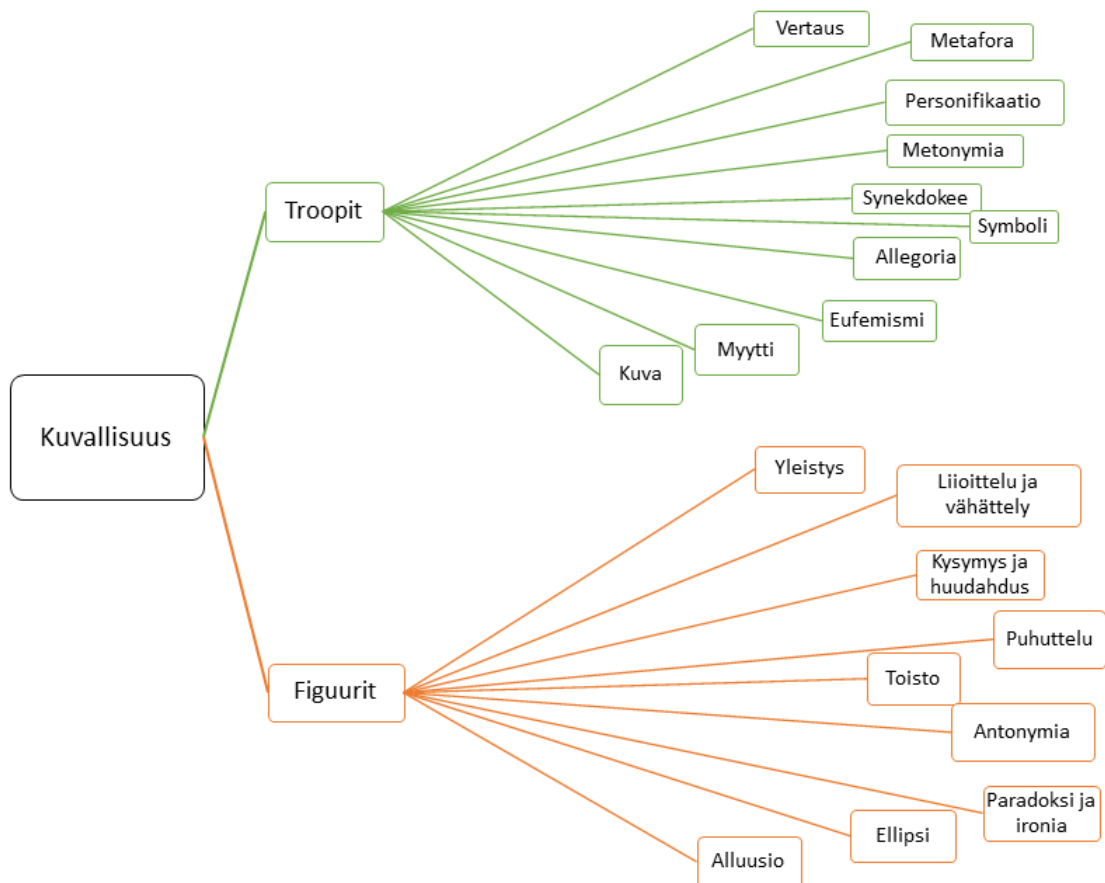 Vertaus
Metafora
Personifikaatio
Metonymia
Troopit
Synekdokee
Symboli
Allegoria
Eufemismi
Myytti
Kuva
Kuvallisuus
Yleistys
Liioittelu ja
vähättely
Kysymys ja
huudahdus
Puhuttelu
Figuurit
Toisto
Antonymia
Paradoksi ja
ironia
Ellipsi
Alluusio